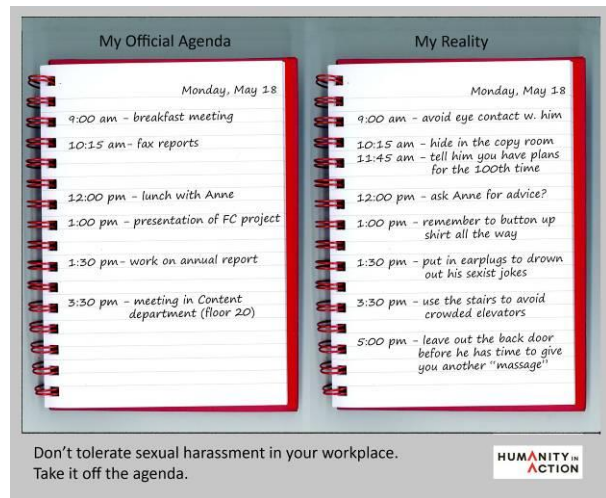 My Official Agenda
Monday, May 18
9:00 am - breakfast meeting
10:15 am- fax reports
12:00 pm - lunch with Anne
1:00 pm - presentation of FC project
1:30 pm- work on annual report
3:30 pm - meeting in Content
department (floor 20)
My Reality
Monday, May 18
9:00 am - avoid eye contact w. him
10:15 am - hide in the copy room
11:45 am - tell him you have plans
for the 100th time
12:00 pm - ask Anne for advice?
1:00 pm - remember to button up
shirt all the way
1:30 pm - put in earplugs to drown
out his sexist jokes
3:30 pm - use the stairs to avoid
crowded elevators
5:00 pm - leave out the back door
before he has time to give
you another "massage"
Don't tolerate sexual harassment in your workplace.
Take it off the agenda.
HUMANITY IN
ACTION